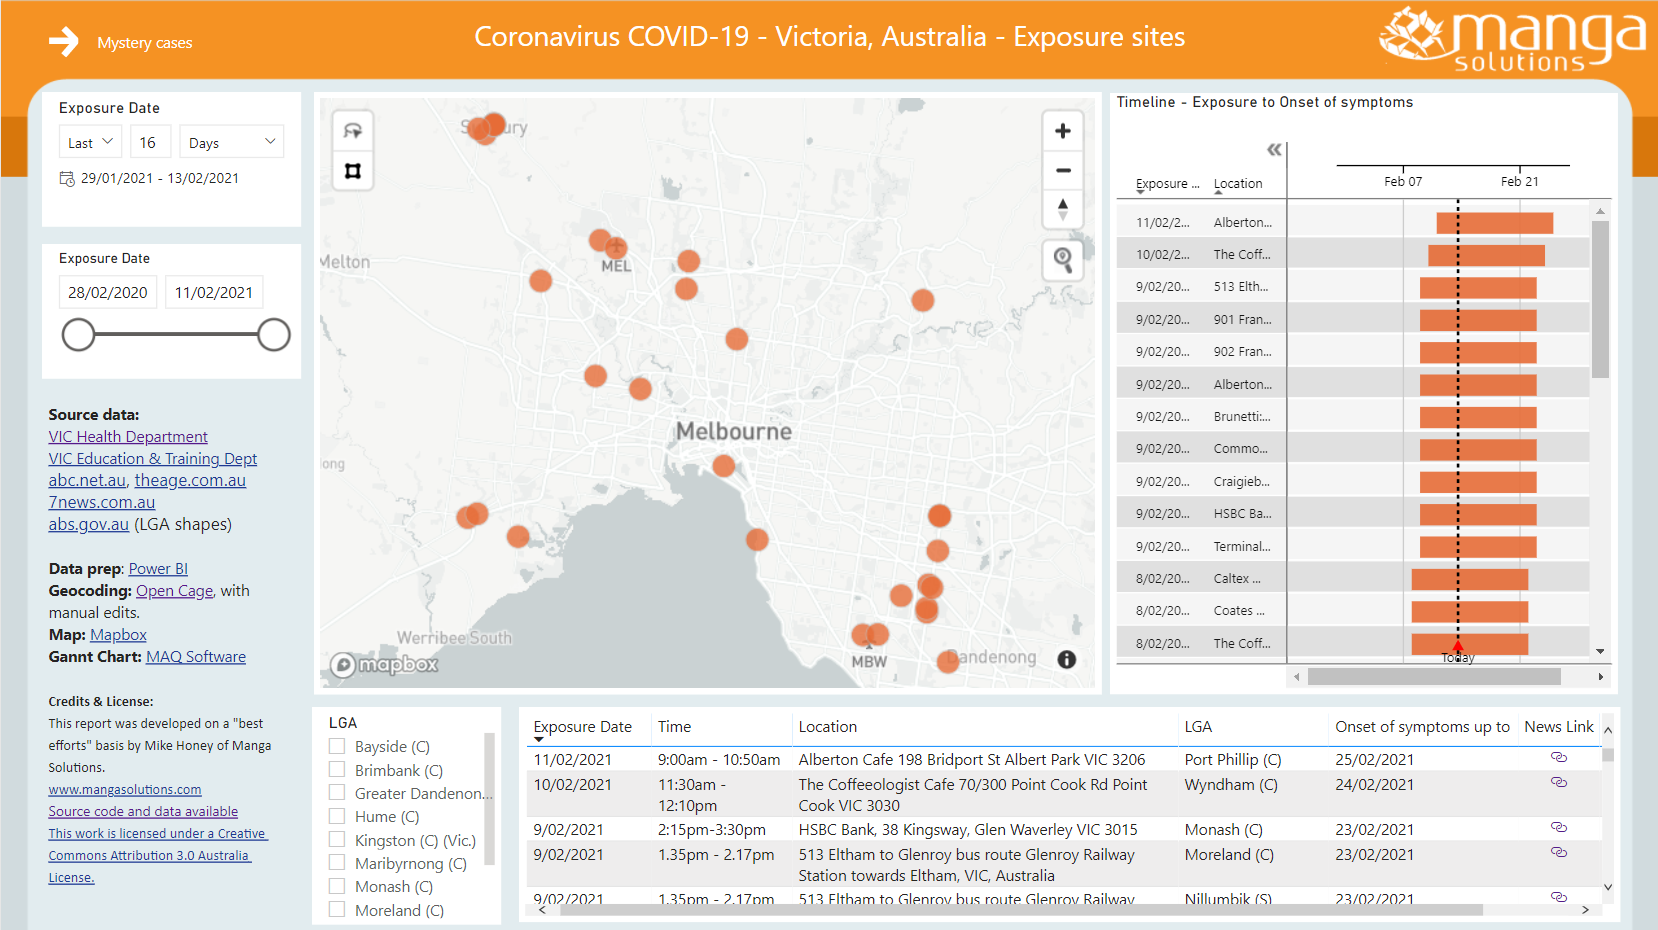 Mystery cases
Coronavirus COVID-19 - Victoria, Australia - Exposure sites
manga
solutions
Exposure Date
Last 16 Days
29/01/2021 - 13/02/2021
Exposure Date
28/02/2020 11/02/2021
Source data:
VIC Health Department
VIC Education & Training Dept
abc.net.au, theage.com.au
7news.com.au
abs.gov.au (LGA shapes)
Data prep: Power BI
Geocoding: Open Cage, with
manual edits.
Map: Mapbox
Gannt Chart: MAQ Software
Credits & License:
This report was developed on a "best
efforts" basis by Mike Honey of Manga
Solutions.
www.mangasolutions.com
Source code and data available
This work is licensed under a Creative
Commons Attribution 3.0 Australia
License.
Melton
MEL
Melbourne
ong
Werribee South
MBW
Dandenong
mapbox
Timeline - Exposure to Onset of symptoms
Exposure ... Location Feb 07 Feb 21
11/02/2... Alberton...
10/02/2... The Coff...
9/02/20... 513 Elth...
9/02/20... 901 Fran...
9/02/20... 902 Fran...
9/02/20... Alberton...
9/02/20... Brunetti:...
9/02/20... Commo...
9/02/20... Craigieb...
9/02/20... HSBC Ba...
9/02/20... Terminal...
8/02/20... Caltex ...
8/02/20... Coates ...
8/02/20... The Coff...
Today
LGA
Bayside (C)
Brimbank (C)
Greater Dandenon...
Hume (C)
Kingston (C) (Vic.)
Maribyrnong (C)
Monash (C)
Moreland (C)
Exposure Date Time Location LGA Onset of symptoms up to News Link
11/02/2021 9:00am - 10:50am Alberton Cafe 198 Bridport St Albert Park VIC 3206 Port Phillip (C) 25/02/2021
10/02/2021 11:30am - The Coffeeologist Cafe 70/300 Point Cook Rd Point Wyndham (C) 24/02/2021
12:10pm Cook VIC 3030
9/02/2021 2:15pm-3:30pm HSBC Bank, 38 Kingsway, Glen Waverley VIC 3015 Monash (C) 23/02/2021
9/02/2021 1.35pm - 2.17pm 513 Eltham to Glenroy bus route Glenroy Railway Moreland (C) 23/02/2021
Station towards Eltham, VIC, Australia
9/02/2021 1.35pm - 2.17pm 513 Eltham to Glenroy bus route Glenroy Railway Nillumbik (S) 23/02/2021